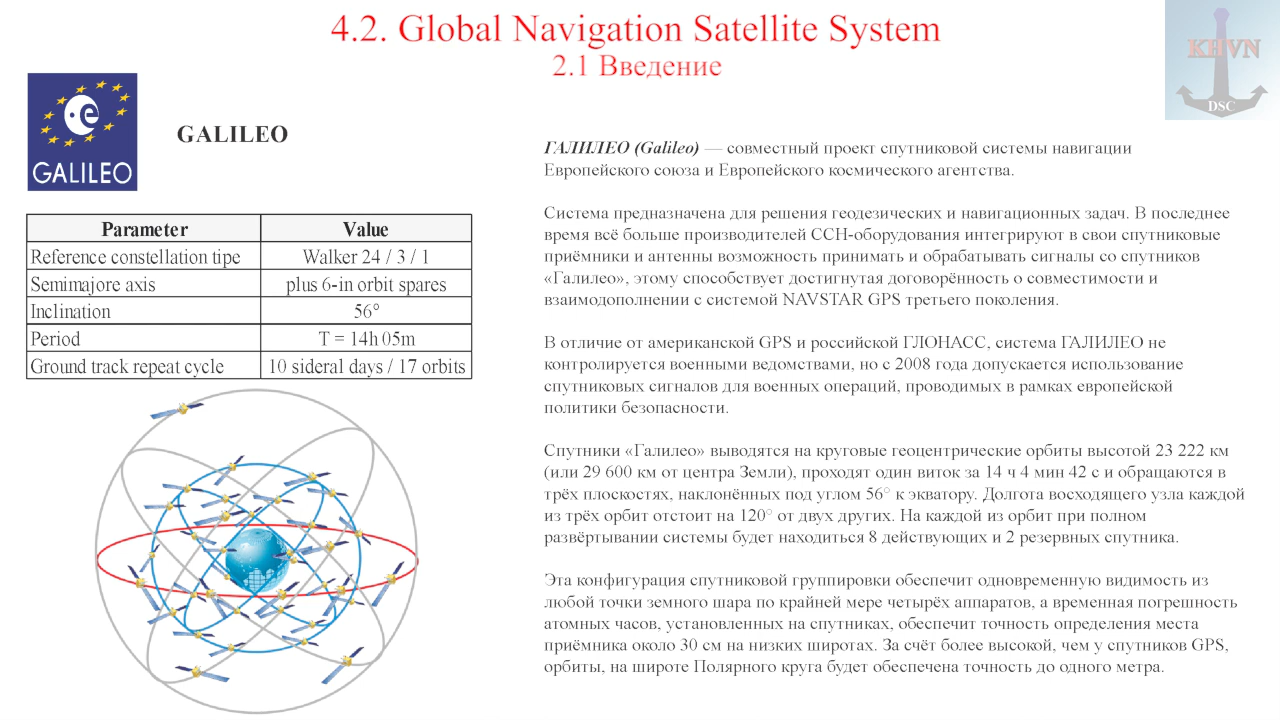 4.2. Global Navigation Satellite System
2.1 Введение
KHVN
DSC
GALILEO
GALILEO
Parameter Value
Reference constellation tipe Walker 24 / 3 / 1
Semimajore axis plus 6-in orbit spares
Inclination 56°
Period T = 14h 05m
Ground track repeat cycle 10 sideral days / 17 orbits
ГАЛИЛЕО (Galileo) — совместный проект спутниковой системы навигации
Европейского союза и Европейского космического агентства.
Система предназначена для решения геодезических и навигационных задач. В последнее
время всё больше производителей ССН-оборудования интегрируют в свои спутниковые
приёмники и антенны возможность принимать и обрабатывать сигналы со спутников
«Галилео», этому способствует достигнутая договорённость о совместимости и
взаимодополнении с системой NAVSTAR GPS третьего поколения.
В отличие от американской GPS и российской ГЛОНАСС, система ГАЛИЛЕО не
контролируется военными ведомствами, но с 2008 года допускается использование
спутниковых сигналов для военных операций, проводимых в рамках европейской
политики безопасности.
Спутники «Галилео» выводятся на круговые геоцентрические орбиты высотой 23 222 км
(или 29 600 км от центра Земли), проходят один виток за 14 ч 4 мин 42 с и обращаются в
трёх плоскостях, наклонённых под углом 56° к экватору. Долгота восходящего узла каждой
из трёх орбит отстоит на 120° от двух других. На каждой из орбит при полном
развёртывании системы будет находиться 8 действующих и 2 резервных спутника.
Эта конфигурация спутниковой группировки обеспечит одновременную видимость из
любой точки земного шара по крайней мере четырёх аппаратов, а временная погрешность
атомных часов, установленных на спутниках, обеспечит точность определения места
приёмника около 30 см на низких широтах. За счёт более высокой, чем у спутников GPS,
орбиты, на широте Полярного круга будет обеспечена точность до одного метра.